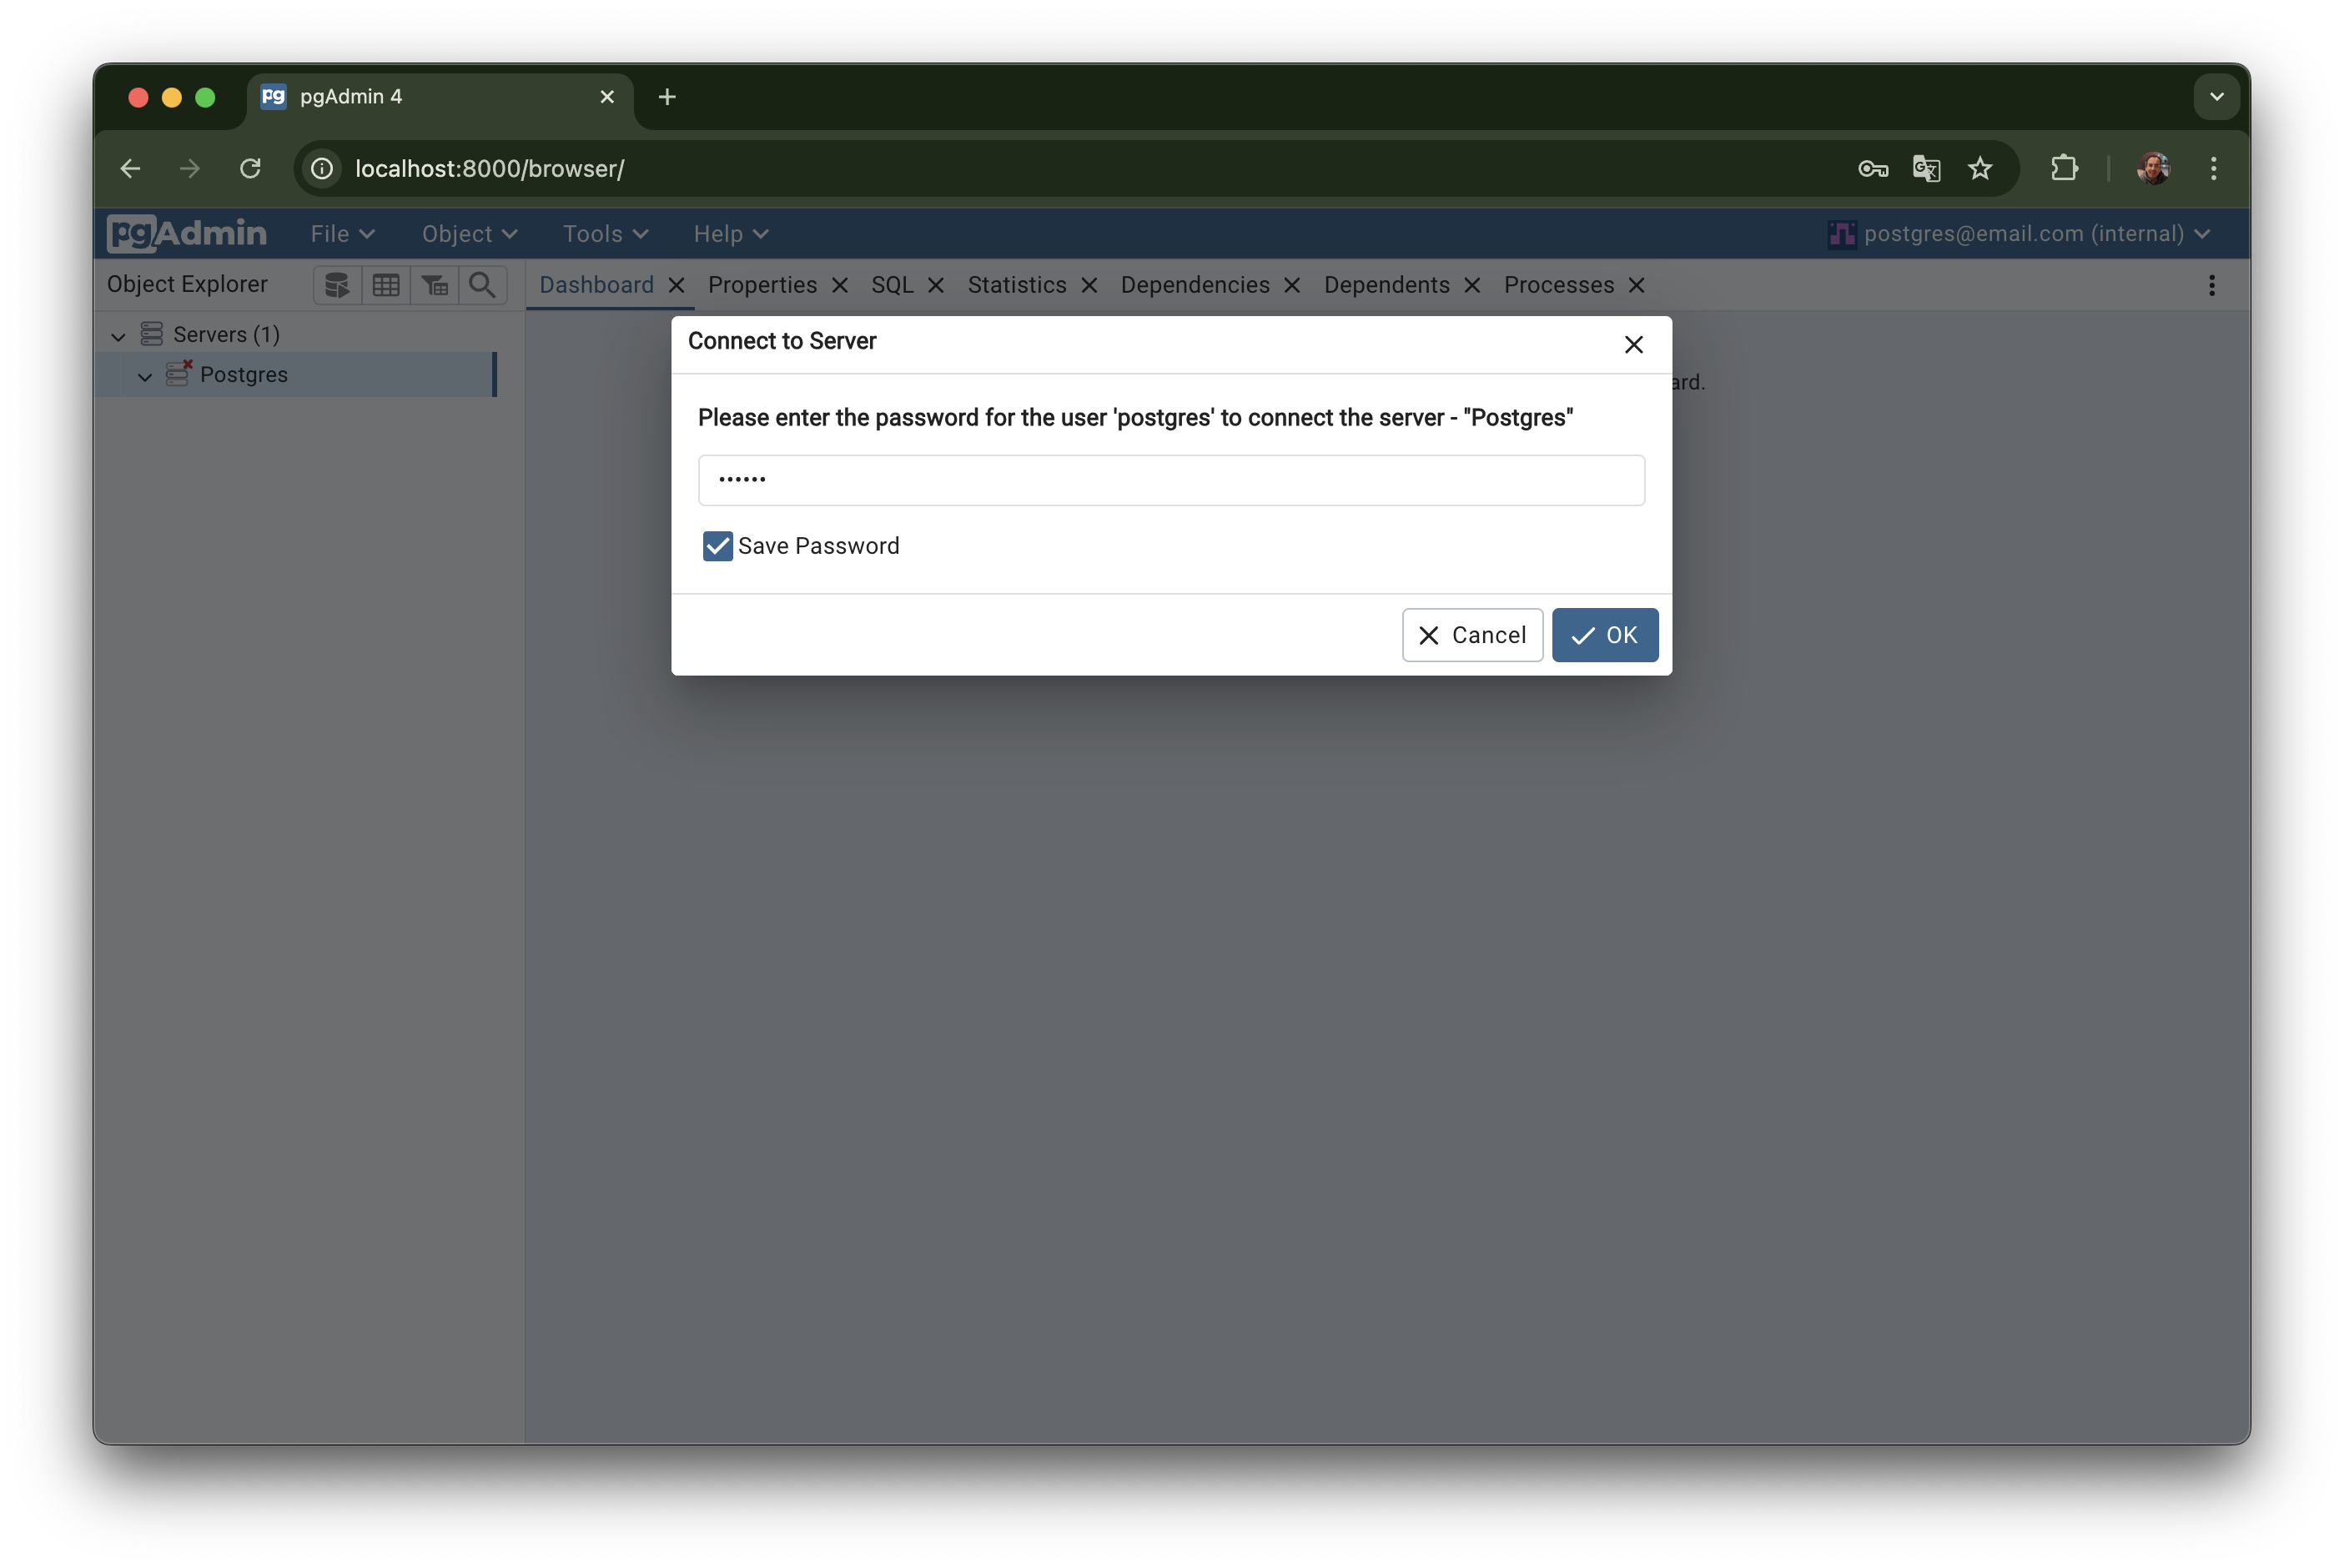 pg pgAdmin 4
localhost:8000/browser/
pgAdmin File Object Tools Help postgres@email.com (internal)
Object Explorer Dashboard Properties SQL Statistics Dependencies Dependents Processes
Servers (1)
Postgres
ard.
Connect to Server
Please enter the password for the user 'postgres' to connect the server - "Postgres"
••••••
Save Password
Cancel OK